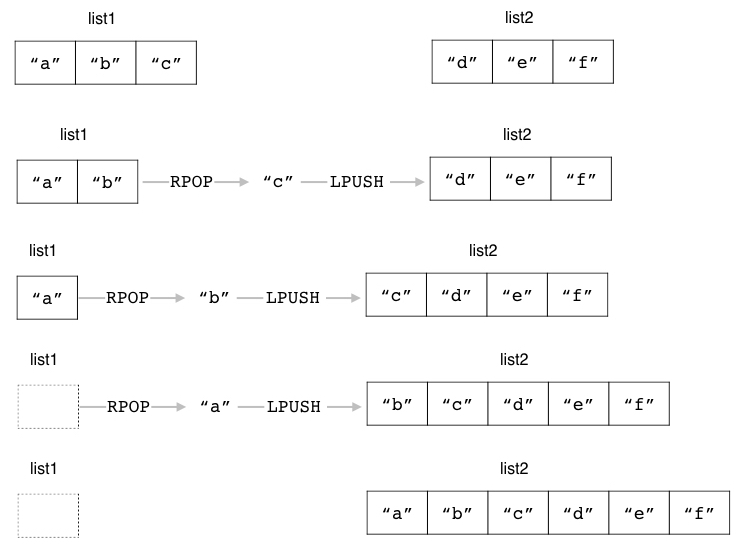 list1 list2
“a” “b” “c” “d” “e” “f”
list1 list2
“a” “b” RPOP “c” LPUSH “d” “e” “f”
list1 list2
“a” RPOP “b” LPUSH “c” “d” “e” “f”
list1 list2
RPOP “a” LPUSH “b” “c” “d” “e” “f”
list1 list2
“a” “b” “c” “d” “e” “f”